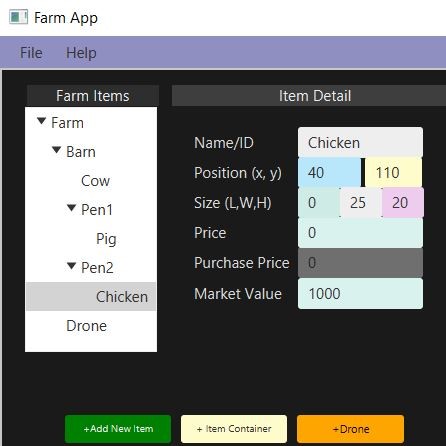 Farm App
File Help
Farm Items
Item Detail
Farm
Barn
Cow
Pen1
Pig
Pen2
Chicken
Drone
Name/ID Chicken
Position (x, y) 40 110
Size (L,W,H) 0 25 20
Price 0
Purchase Price 0
Market Value 1000
+Add New Item
+ Item Container
+Drone